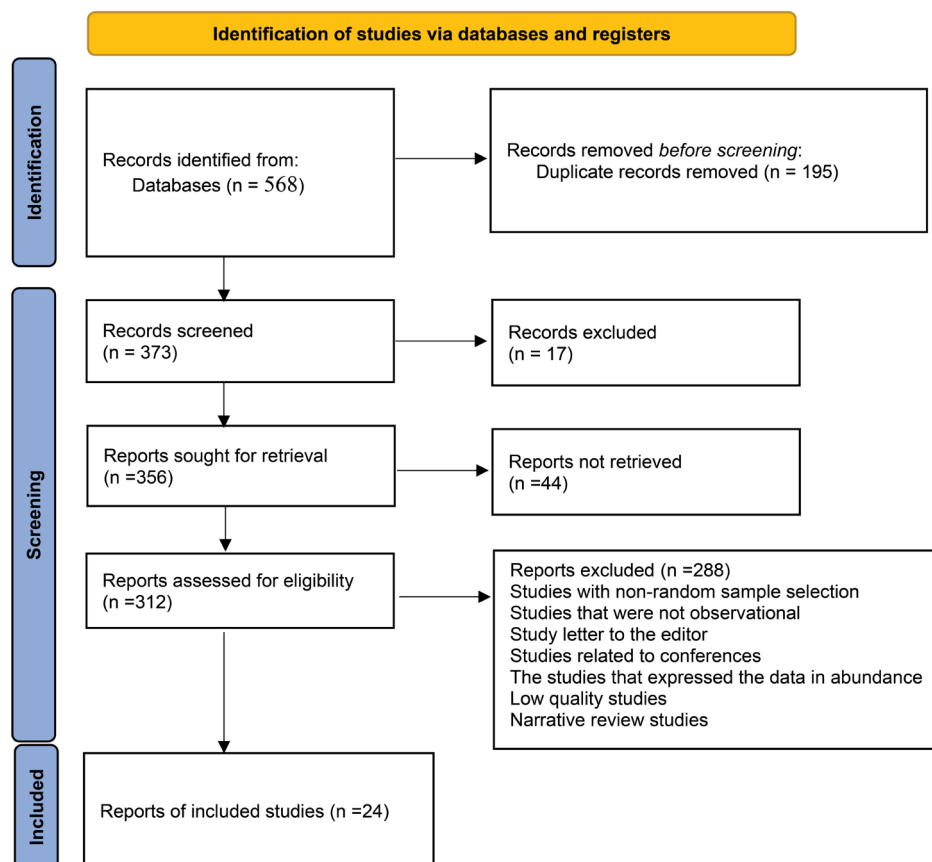 Identification of studies via databases and registers
Identification
Records identified from:
Databases (n = 568)
Records removed before screening:
Duplicate records removed (n = 195)
Screening
Records screened
(n = 373)
Records excluded
(n = 17)
Reports sought for retrieval
(n =356)
Reports not retrieved
(n =44)
Reports assessed for eligibility
(n =312)
Reports excluded (n =288)
Studies with non-random sample selection
Studies that were not observational
Study letter to the editor
Studies related to conferences
The studies that expressed the data in abundance
Low quality studies
Narrative review studies
Included
Reports of included studies (n =24)